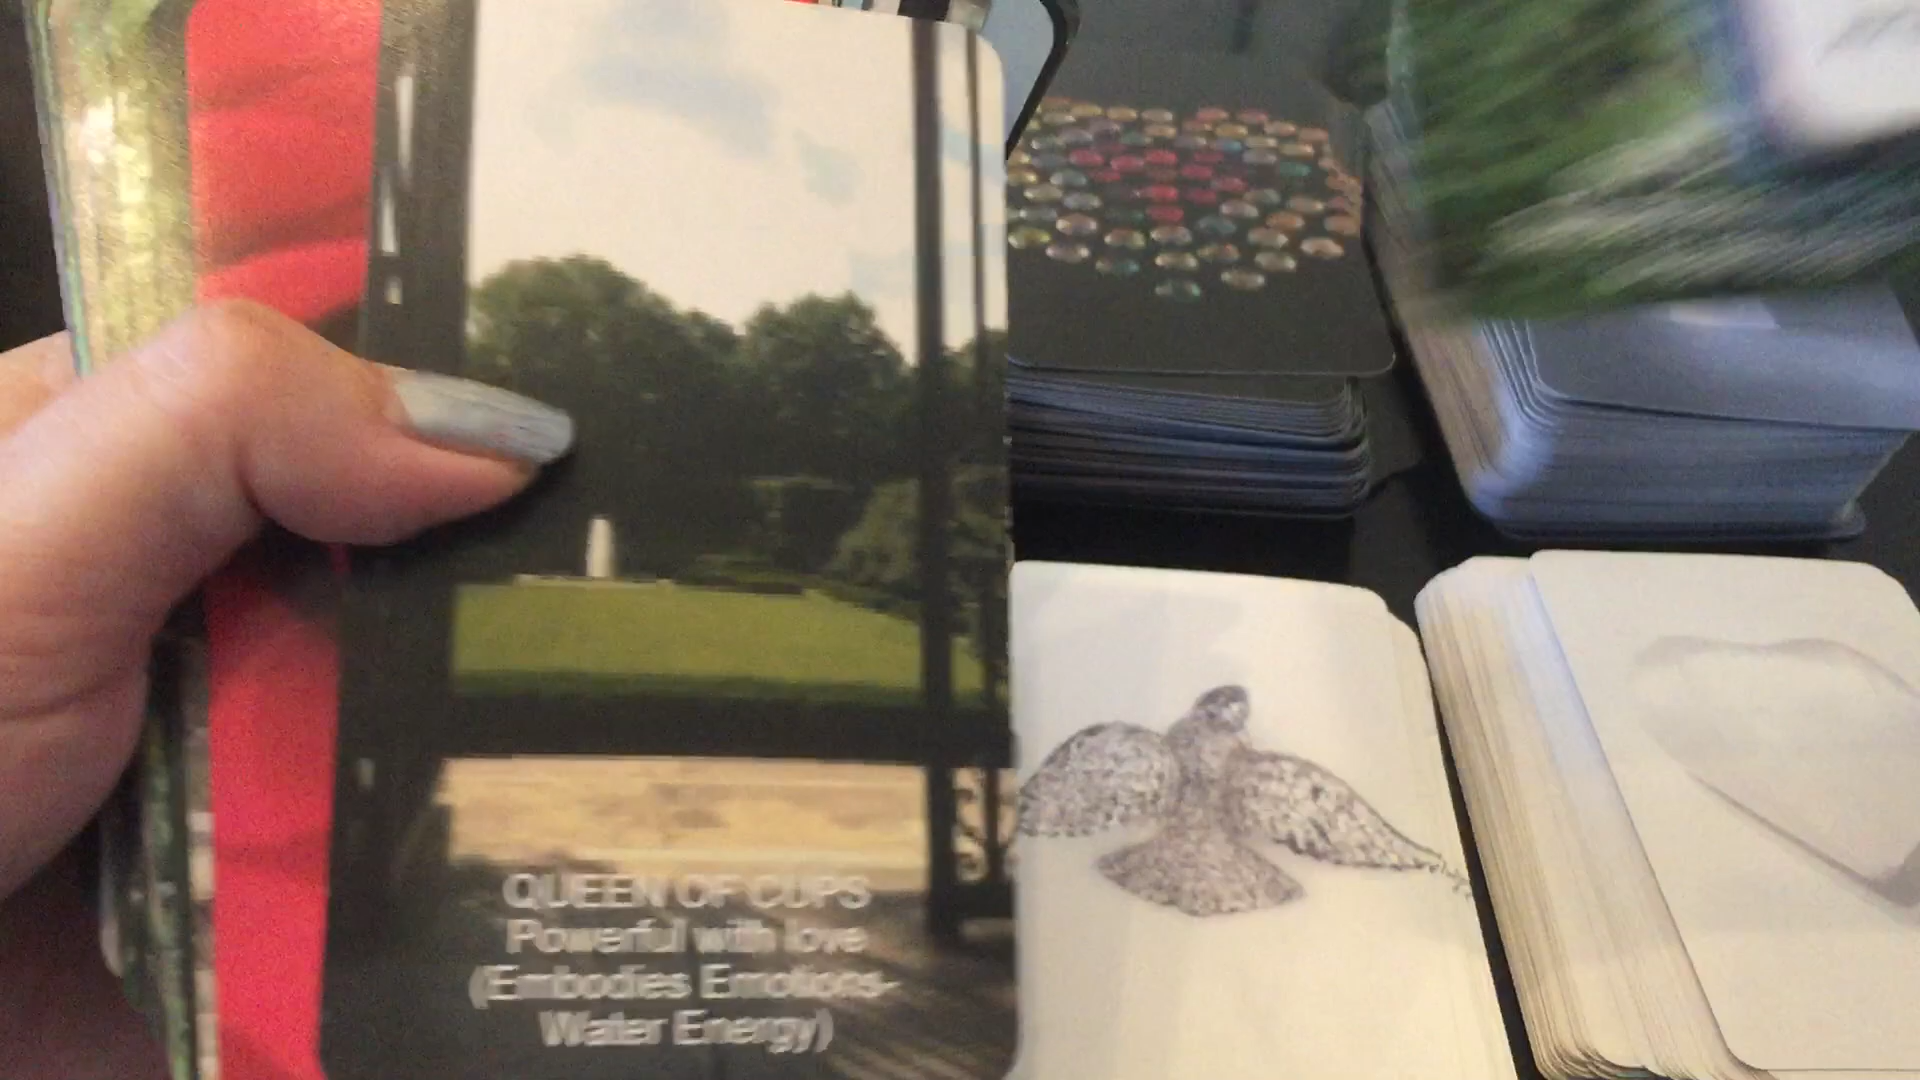 QUEEN OF CUPS
Powerful with love
(Embodies Emotions-
Water Energy)